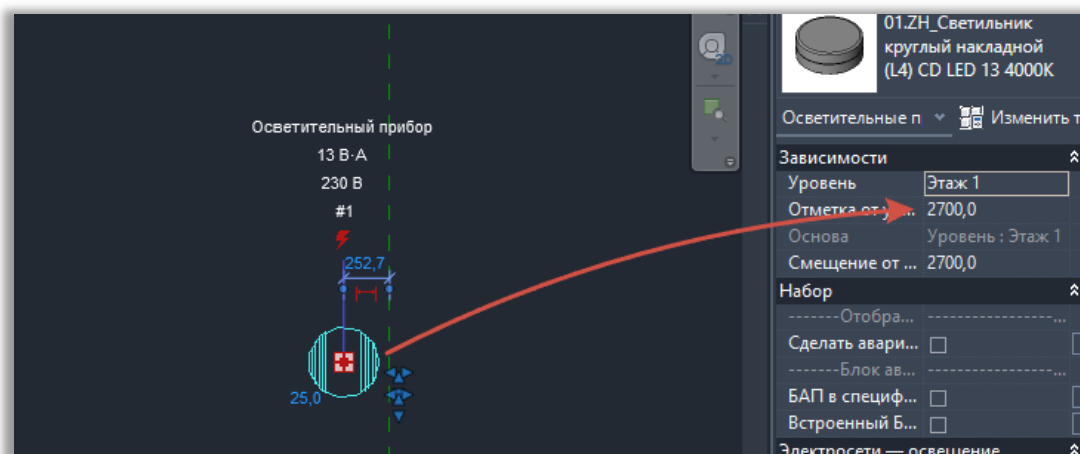 01.ZH_Светильник
круглый накладной
(L4) CD LED 13 4000K
Осветительные п
Изменить т
Зависимости
Уровень Этаж 1
Отметка от у... 2700,0
Основа Уровень : Этаж 1
Смещение от ... 2700,0
Набор
-------Отобра... -----------------...
Сделать авари...
-------Блок ав... -----------------...
БАП в специф...
Встроенный Б...
Электросети — освещение
Осветительный прибор
13 В·А
230 В
#1
252,7
25,0
2D